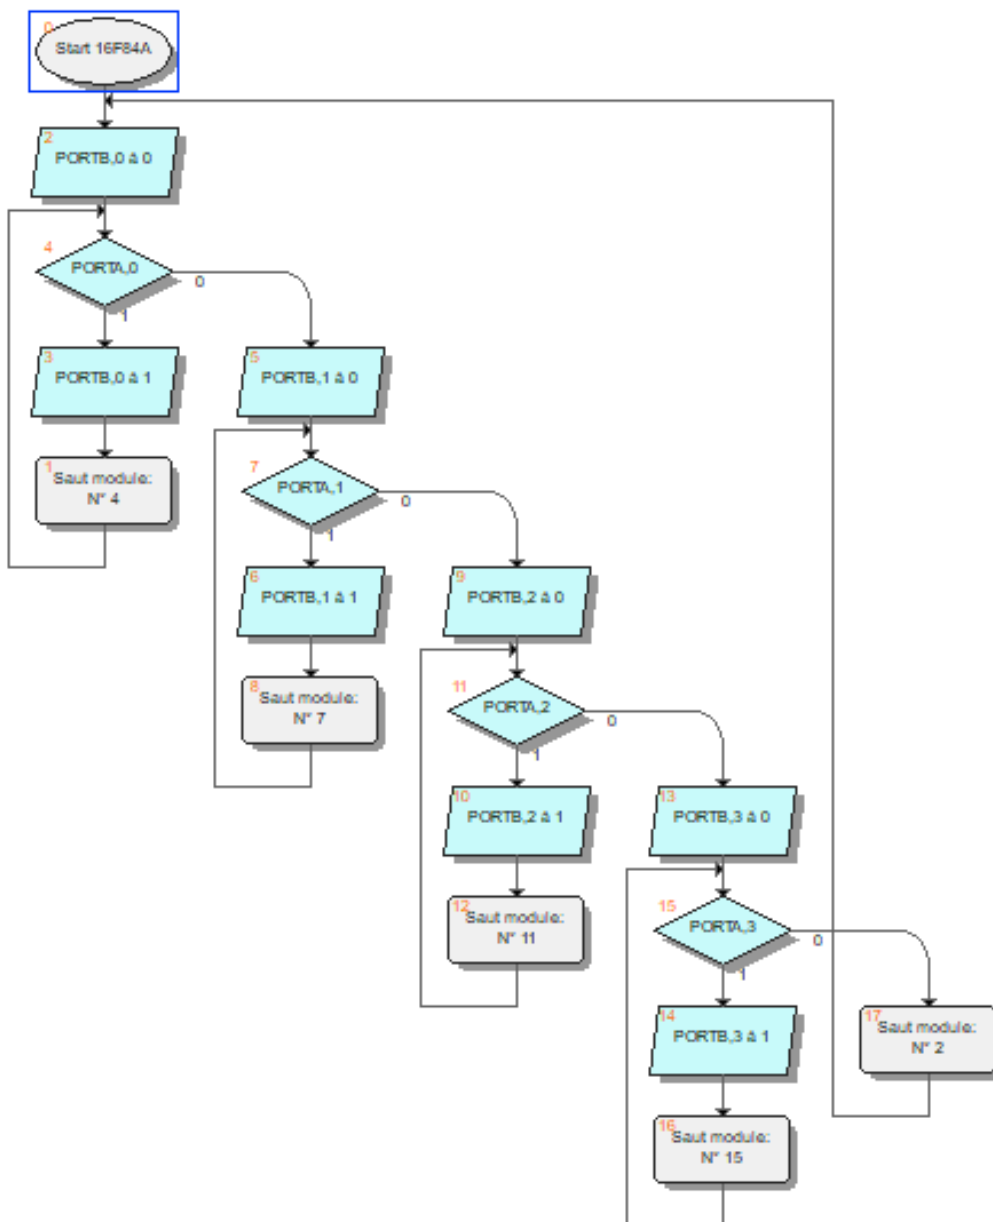 0
Start 16F84A
2
PORTB,0 à 0
4
PORTA,0
0
1
3
PORTB,0 à 1
5
PORTB,1 à 0
1
Saut module:
N° 4
7
PORTA,1
0
1
6
PORTB,1 à 1
9
PORTB,2 à 0
8
Saut module:
N° 7
11
PORTA,2
0
1
10
PORTB,2 à 1
13
PORTB,3 à 0
12
Saut module:
N° 11
15
PORTA,3
0
1
14
PORTB,3 à 1
17
Saut module:
N° 2
16
Saut module:
N° 15